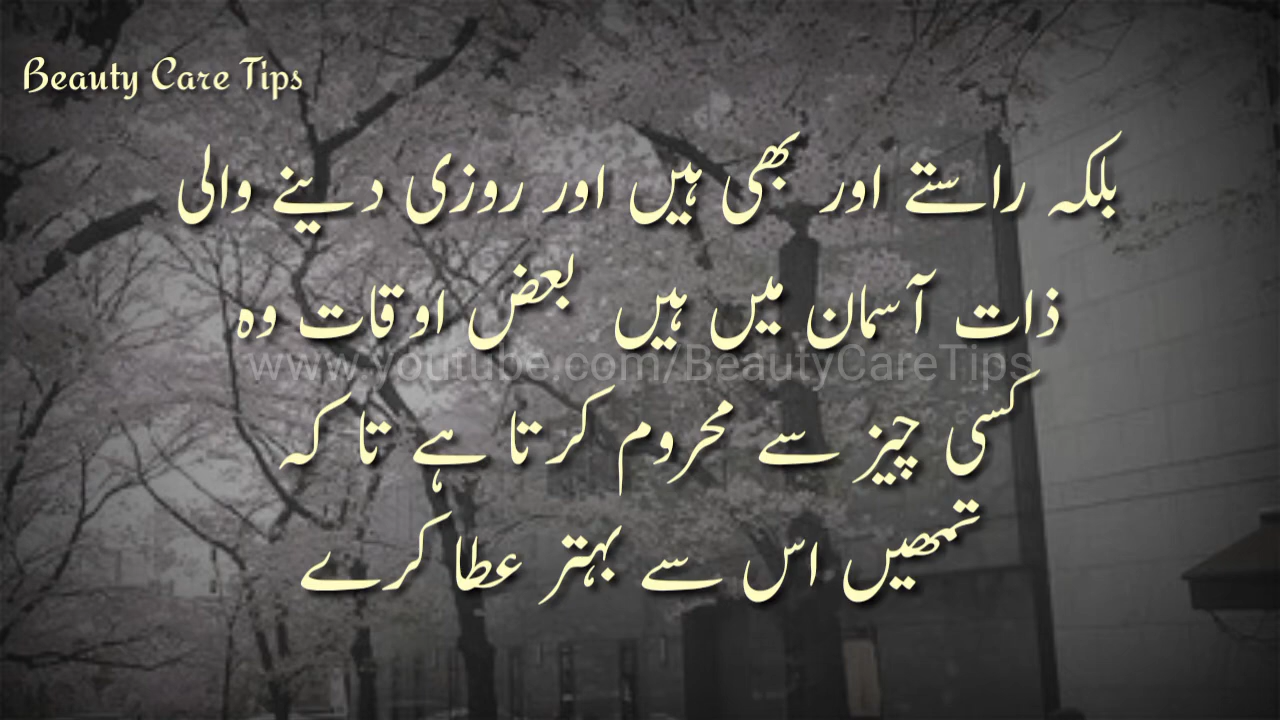 Beauty Care Tips
بلکہ راستے اور بھی ہیں اور روزی دینے والی
ذات آسمان میں ہیں بعض اوقات وہ
www.youtube.com/BeautyCareTips
کسی چیز سے محروم کرتا ہے تا کہ
تمھیں اس سے بہتر عطا کرے